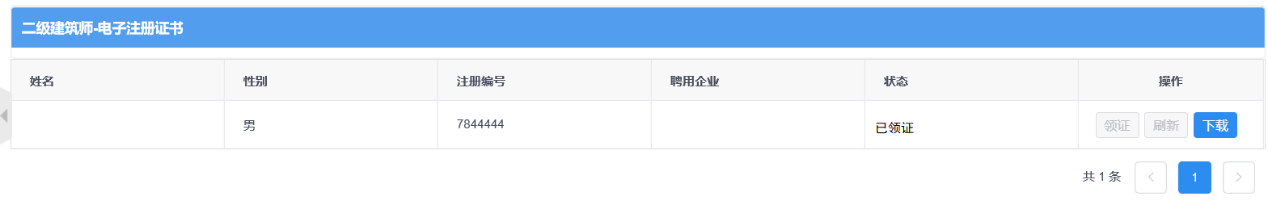 二级建筑师-电子注册证书
姓名 性别 注册编号 聘用企业 状态 操作
男 7844444 已领证 领证 刷新 下载
共 1 条 1